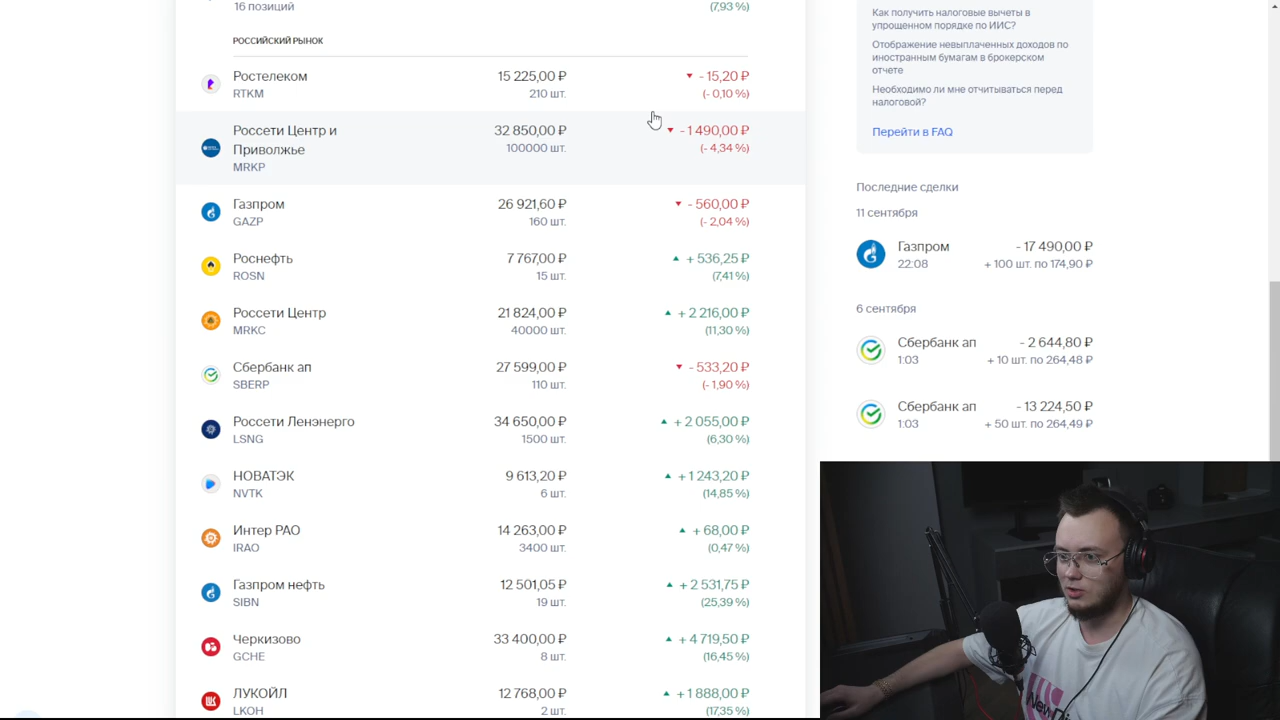 16 позиций
(7,93 %)
РОССИЙСКИЙ РЫНОК
Ростелеком 15 225,00 ₽ - 15,20 ₽
RTKM 210 шт. (- 0,10 %)
Россети Центр и 32 850,00 ₽ - 1 490,00 ₽
Приволжье 100000 шт. (- 4,34 %)
MRKP
Газпром 26 921,60 ₽ - 560,00 ₽
GAZP 160 шт. (- 2,04 %)
Роснефть 7 767,00 ₽ + 536,25 ₽
ROSN 15 шт. (7,41 %)
Россети Центр 21 824,00 ₽ + 2 216,00 ₽
MRKC 40000 шт. (11,30 %)
Сбербанк ап 27 599,00 ₽ - 533,20 ₽
SBERP 110 шт. (- 1,90 %)
Россети Ленэнерго 34 650,00 ₽ + 2 055,00 ₽
LSNG 1500 шт. (6,30 %)
НОВАТЭК 9 613,20 ₽ + 1 243,20 ₽
NVTK 6 шт. (14,85 %)
Интер РАО 14 263,00 ₽ + 68,00 ₽
IRAO 3400 шт. (0,47 %)
Газпром нефть 12 501,05 ₽ + 2 531,75 ₽
SIBN 19 шт. (25,39 %)
Черкизово 33 400,00 ₽ + 4 719,50 ₽
GCHE 8 шт. (16,45 %)
ЛУКОЙЛ 12 768,00 ₽ + 1 888,00 ₽
LKOH 2 шт. (17,35 %)
Как получить налоговые вычеты в
упрощенном порядке по ИИС?
Отображение невыплаченных доходов по
иностранным бумагам в брокерском
отчете
Необходимо ли мне отчитываться перед
налоговой?
Перейти в FAQ
Последние сделки
11 сентября
Газпром - 17 490,00 ₽
22:08 + 100 шт. по 174,90 ₽
6 сентября
Сбербанк ап - 2 644,80 ₽
1:03 + 10 шт. по 264,48 ₽
Сбербанк ап - 13 224,50 ₽
1:03 + 50 шт. по 264,49 ₽